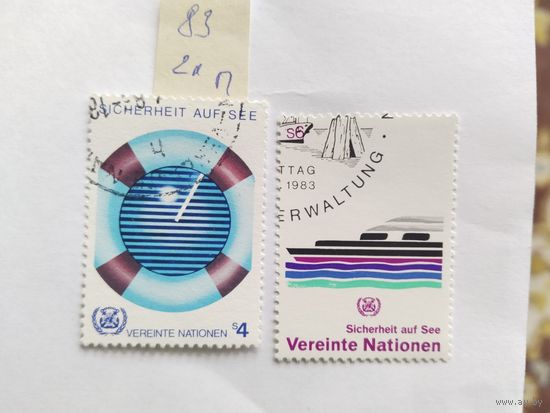 83
2к П
SICHERHEIT AUF SEE
VEREINTE NATIONEN S4
S6
TTAG
1983
ERWALTUNG
Sicherheit auf See
Vereinte Nationen
www.ay.by